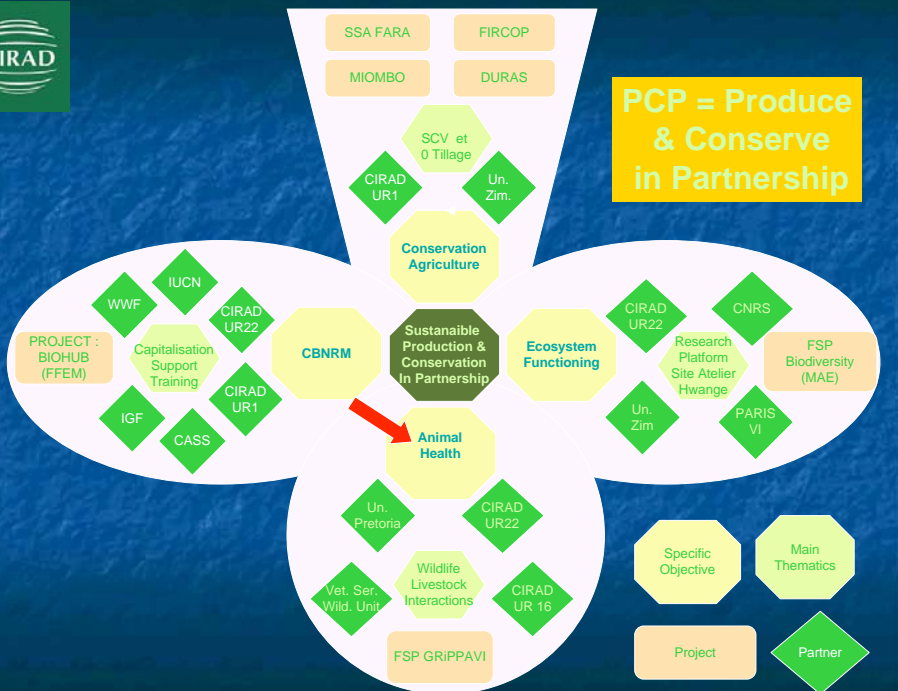 IRAD
SSA FARA
FIRCOP
MIOMBO
DURAS
PCP = Produce
& Conserve
in Partnership
SCV et
0 Tillage
CIRAD
UR1
Un.
Zim.
Conservation
Agriculture
IUCN
WWF
CIRAD
UR22
PROJECT :
BIOHUB
(FFEM)
Capitalisation
Support
Training
CBNRM
CIRAD
UR1
IGF
CASS
Sustanaible
Production &
Conservation
In Partnership
Ecosystem
Functioning
CIRAD
UR22
CNRS
Research
Platform
Site Atelier
Hwange
FSP
Biodiversity
(MAE)
Un.
Zim
PARIS
VI
Animal
Health
Un.
Pretoria
CIRAD
UR22
Wildlife
Livestock
Interactions
Vet. Ser.
Wild. Unit
CIRAD
UR 16
FSP GRiPPAVI
Specific
Objective
Main
Thematics
Project
Partner